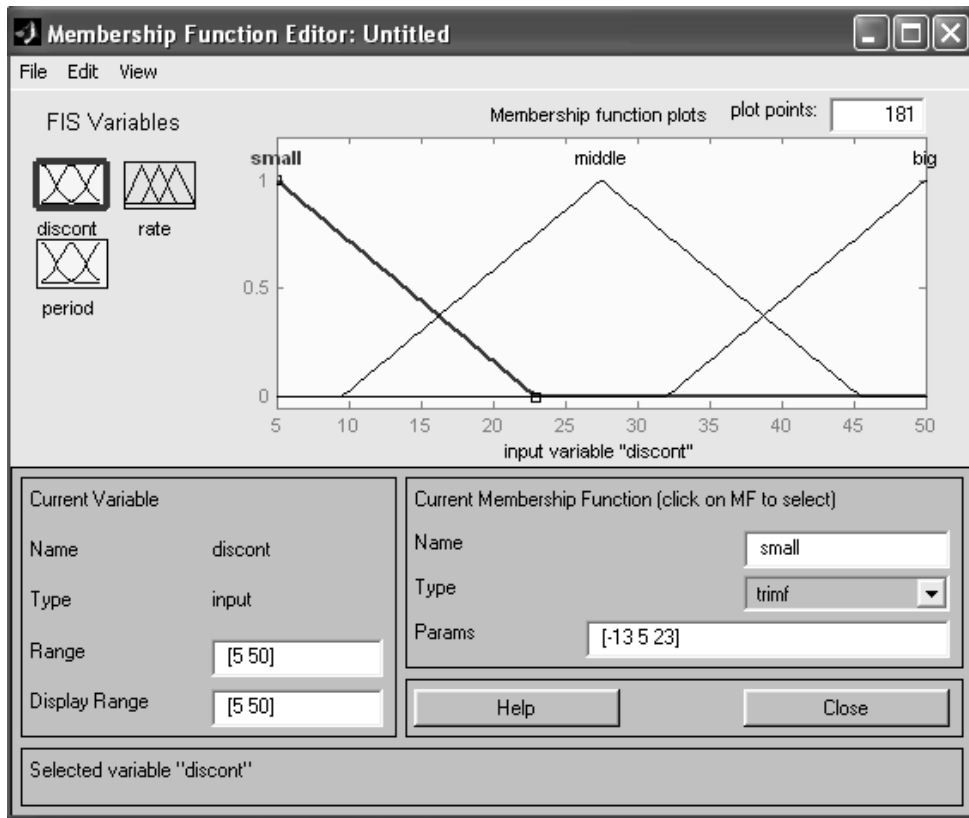 Membership Function Editor: Untitled
File Edit View
FIS Variables
Membership function plots plot points: 181
discont rate
period
small middle big
1
0.5
0
5 10 15 20 25 30 35 40 45 50
input variable "discont"
Current Variable
Name discont
Type input
Range [5 50]
Display Range [5 50]
Current Membership Function (click on MF to select)
Name small
Type trimf
Params [-13 5 23]
Help Close
Selected variable "discont"